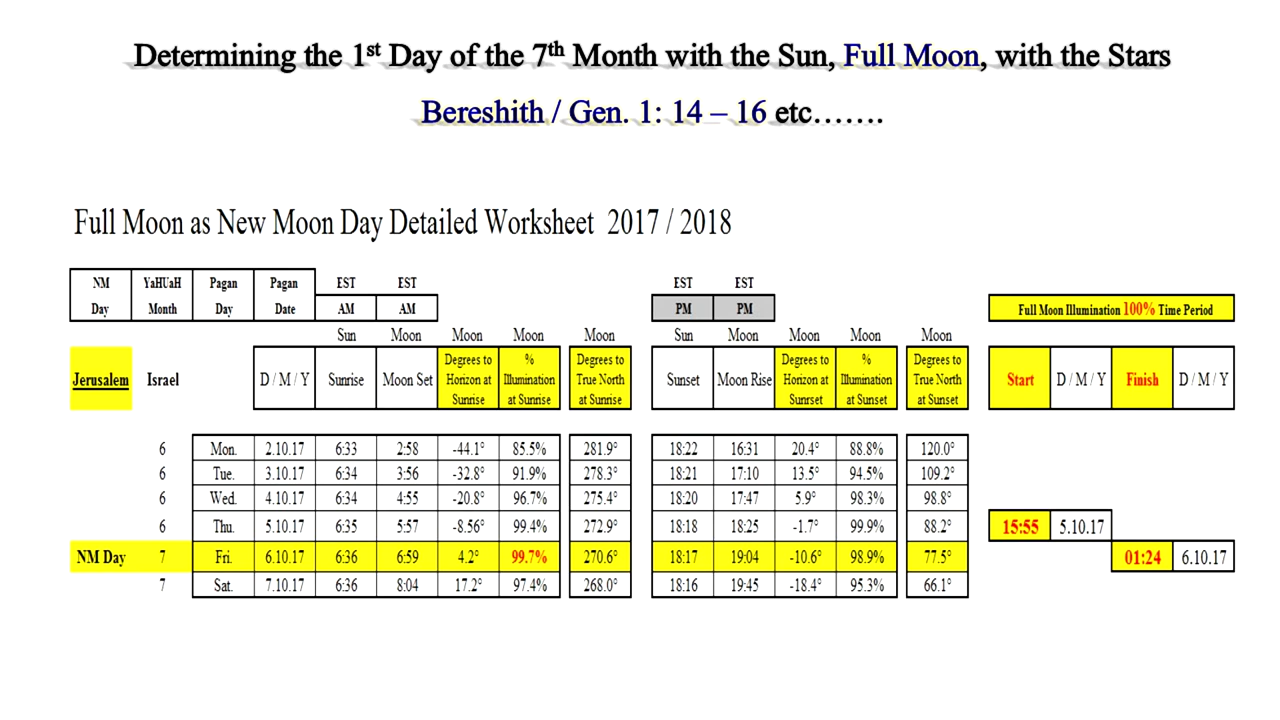 Determining the 1st Day of the 7th Month with the Sun, Full Moon, with the Stars
Bereshith / Gen. 1: 14 – 16 etc…….
Full Moon as New Moon Day Detailed Worksheet 2017 / 2018
NM YaHUaH Pagan Pagan EST EST EST EST
Day Month Day Date AM AM PM PM Full Moon Illumination 100% Time Period
Sun Moon Moon Moon Moon Sun Moon Moon Moon Moon
Degrees to % Degrees to Degrees to % Degrees to
Jerusalem Israel D / M / Y Sunrise Moon Set Horizon at Illumination True North Sunset Moon Rise Horizon at Illumination True North Start D / M / Y Finish D / M / Y
Sunrise at Sunrise at Sunrise Sunrset at Sunset at Sunset
6 Mon. 2.10.17 6:33 2:58 -44.1° 85.5% 281.9° 18:22 16:31 20.4° 88.8% 120.0°
6 Tue. 3.10.17 6:34 3:56 -32.8° 91.9% 278.3° 18:21 17:10 13.5° 94.5% 109.2°
6 Wed. 4.10.17 6:34 4:55 -20.8° 96.7% 275.4° 18:20 17:47 5.9° 98.3% 98.8°
6 Thu. 5.10.17 6:35 5:57 -8.56° 99.4% 272.9° 18:18 18:25 -1.7° 99.9% 88.2° 15:55 5.10.17
NM Day 7 Fri. 6.10.17 6:36 6:59 4.2° 99.7% 270.6° 18:17 19:04 -10.6° 98.9% 77.5° 01:24 6.10.17
7 Sat. 7.10.17 6:36 8:04 17.2° 97.4% 268.0° 18:16 19:45 -18.4° 95.3% 66.1°